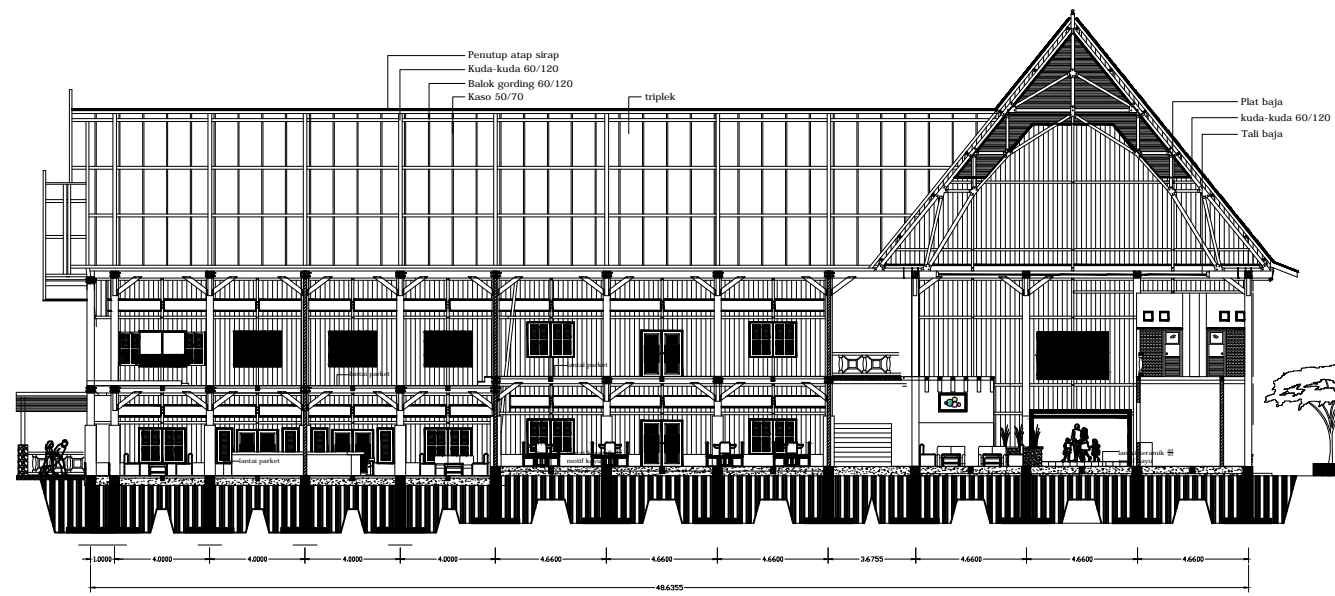 Penutup atap sirap
Kuda-kuda 60/120
Balok gording 60/120
Kaso 50/70
triplek
Plat baja
kuda-kuda 60/120
Tali baja
lantai parket
lantai parket
lantai parket
motif
1.0000 4.0000 4.0000 4.0000 4.0000 4.6600 4.6600 4.6600 3.6755 4.6600 4.6600 4.6600
48.6355